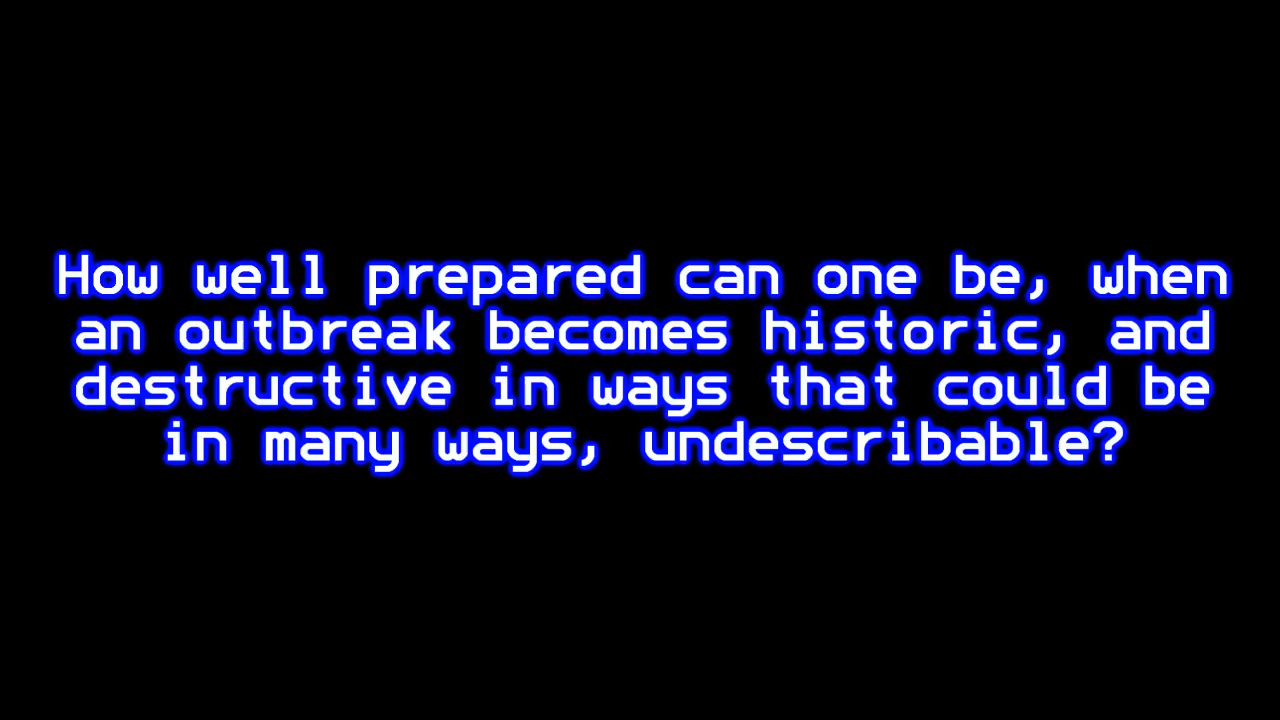 How well prepared can one be, when
an outbreak becomes historic, and
destructive in ways that could be
in many ways, undescribable?